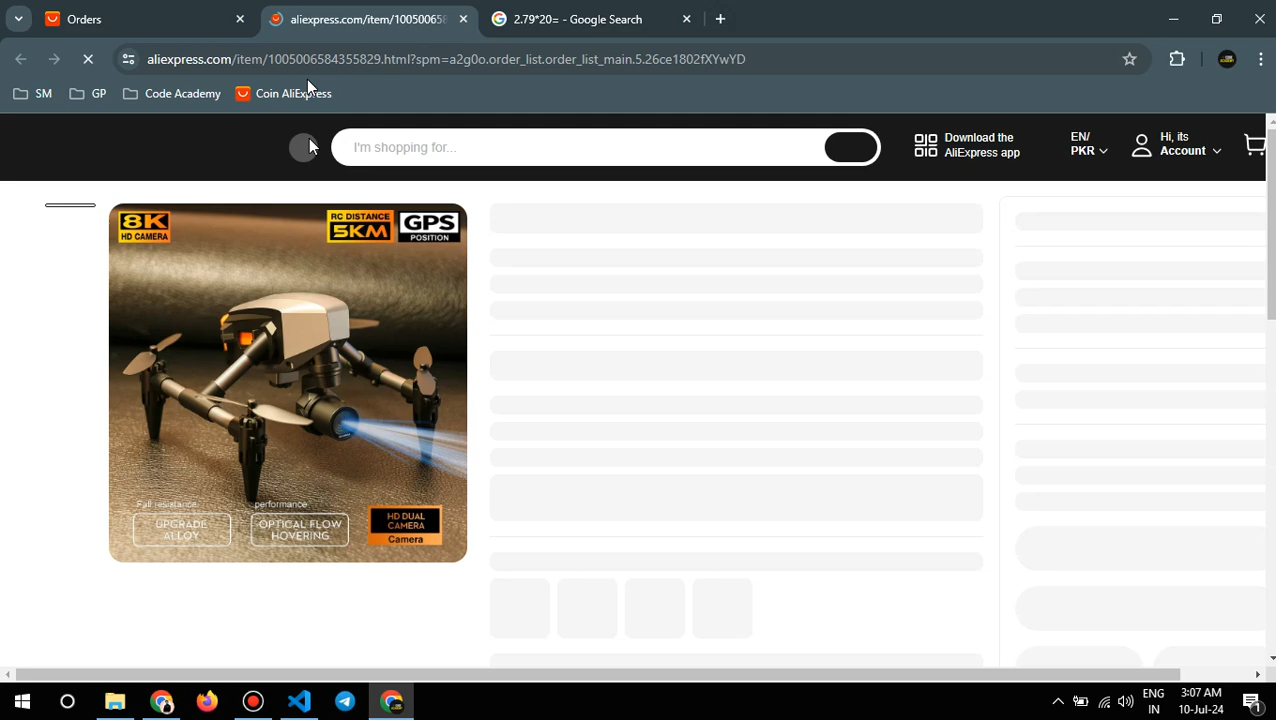 Orders
aliexpress.com/item/10050065
2.79*20= - Google Search
aliexpress.com/item/1005006584355829.html?spm=a2g0o.order_list.order_list_main.5.26ce1802fXYwYD
SM
GP
Code Academy
Coin AliExpress
I'm shopping for...
Download the
AliExpress app
EN/
PKR
Hi, its
Account
8K
HD CAMERA
RC DISTANCE
5KM
GPS
POSITION
Fall resistance
performance
UPGRADE
ALLOY
OPTICAL FLOW
HOVERING
HD DUAL
CAMERA
Camera
ENG
IN
3:07 AM
10-Jul-24
1